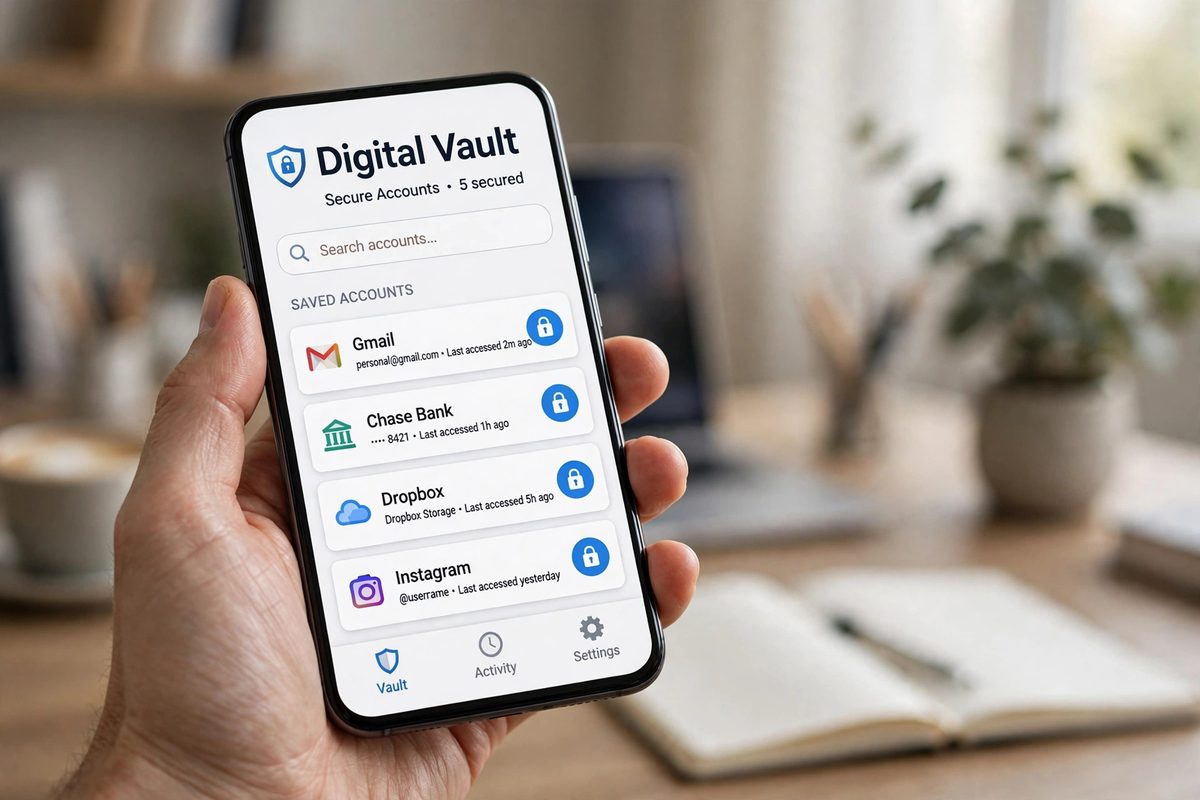 Digital Vault
Secure Accounts • 5 secured
Search accounts...
SAVED ACCOUNTS
Gmail
personal@gmail.com • Last accessed 2m ago
Chase Bank
•••• 8421 • Last accessed 1h ago
Dropbox
Dropbox Storage • Last accessed 5h ago
Instagram
@userrame • Last accessed yesterday
Vault
Activity
Settings